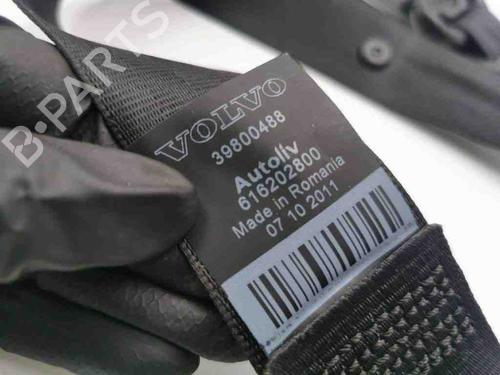 B-PARTS
VOLVO
39800488
Autoliv
616202800
Made in Romania
07 10 2011